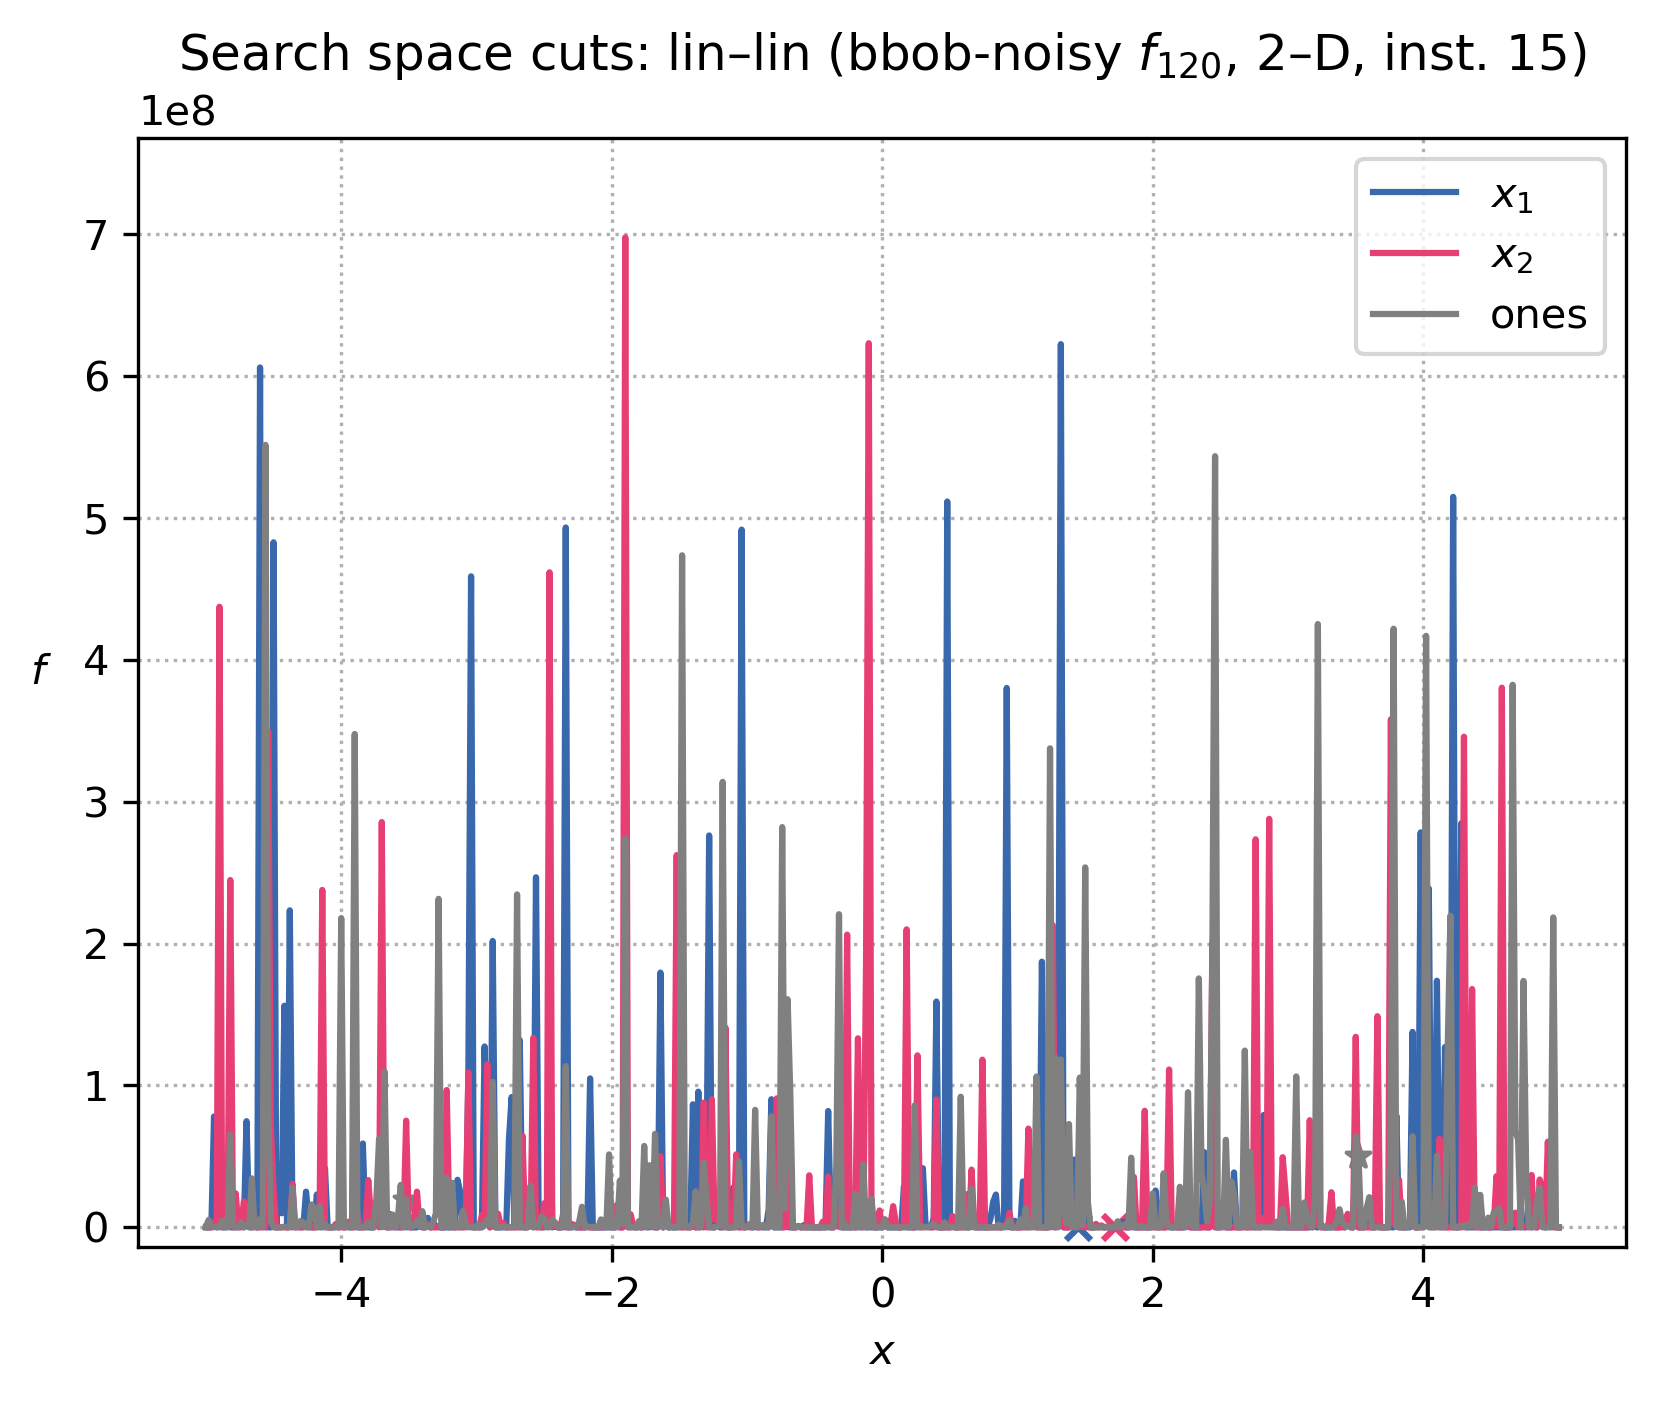 Search space cuts: lin–lin (bbob-noisy f₁₂₀, 2–D, inst. 15)
1e8
x₁
x₂
ones
7
6
5
4
3
2
1
0
f
−4 −2 0 2 4
x